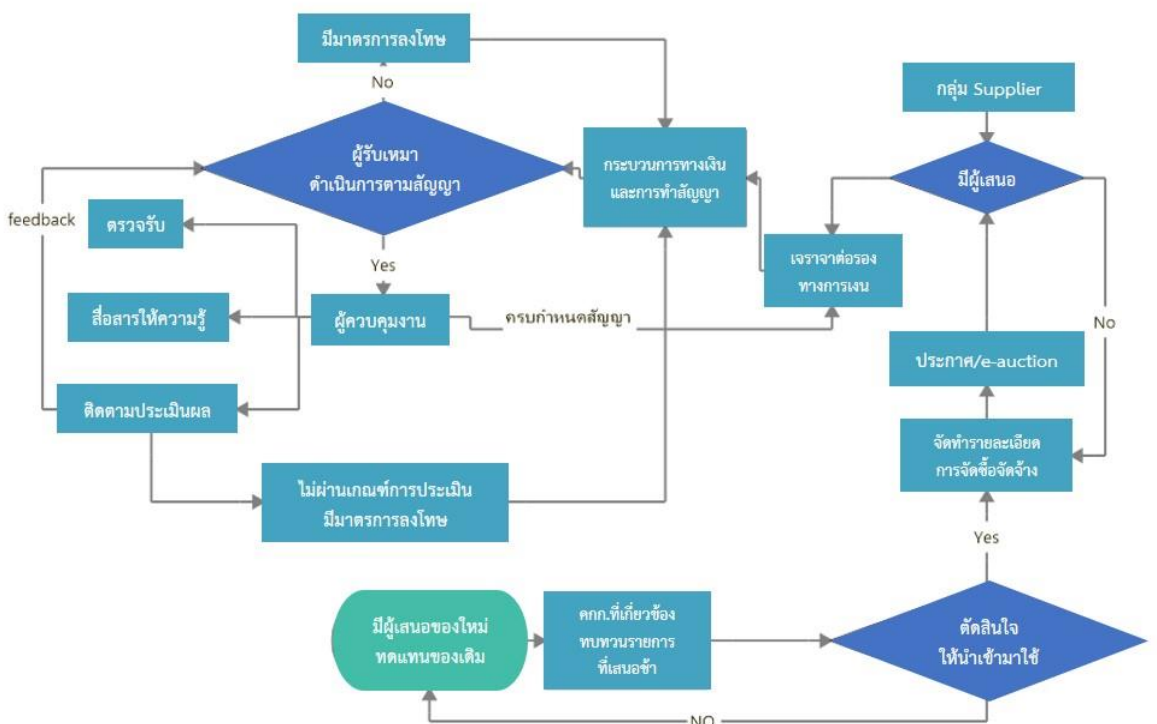 มีมาตรการลงโทษ
No
กลุ่ม Supplier
ผู้รับเหมา
ดำเนินการตามสัญญา
กระบวนการทางเงิน
และการทำสัญญา
มีผู้เสนอ
feedback
ตรวจรับ
Yes
เจราจาต่อรอง
ทางการเงน
สื่อสารให้ความรู้
ผู้ควบคุมงาน
ครบกำหนดสัญญา
No
ประกาศ/e-auction
ติดตามประเมินผล
จัดทำรายละเอียด
การจัดซื้อจัดจ้าง
ไม่ผ่านเกณฑ์การประเมิน
มีมาตรการลงโทษ
Yes
มีผู้เสนอของใหม่
ทดแทนของเดิม
คกก.ที่เกี่ยวข้อง
ทบทวนรายการ
ที่เสนอช้า
ตัดสินใจ
ให้นำเข้ามาใช้
NO